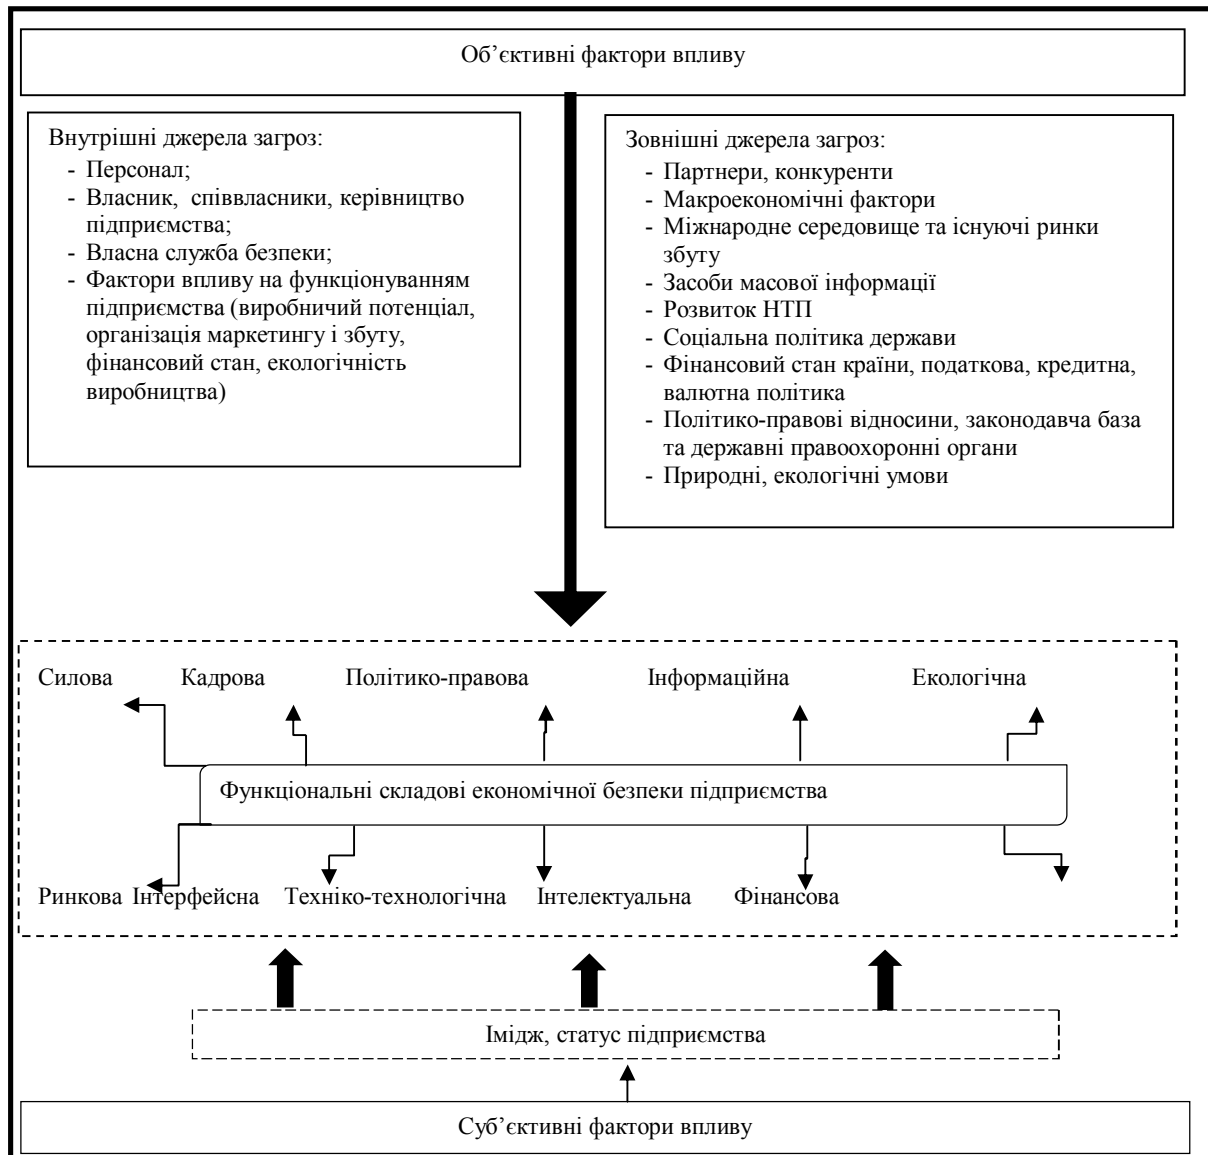 Об’єктивні фактори впливу
Внутрішні джерела загроз:
- Персонал;
- Власник, співвласники, керівництво
підприємства;
- Власна служба безпеки;
- Фактори впливу на функціонуванням
підприємства (виробничий потенціал,
організація маркетингу і збуту,
фінансовий стан, екологічність
виробництва)
Зовнішні джерела загроз:
- Партнери, конкуренти
- Макроекономічні фактори
- Міжнародне середовище та існуючі ринки
збуту
- Засоби масової інформації
- Розвиток НТП
- Соціальна політика держави
- Фінансовий стан країни, податкова, кредитна,
валютна політика
- Політико-правові відносини, законодавча база
та державні правоохоронні органи
- Природні, екологічні умови
Силова Кадрова Політико-правова Інформаційна Екологічна
Функціональні складові економічної безпеки підприємства
Ринкова Інтерфейсна Техніко-технологічна Інтелектуальна Фінансова
Імідж, статус підприємства
Суб’єктивні фактори впливу